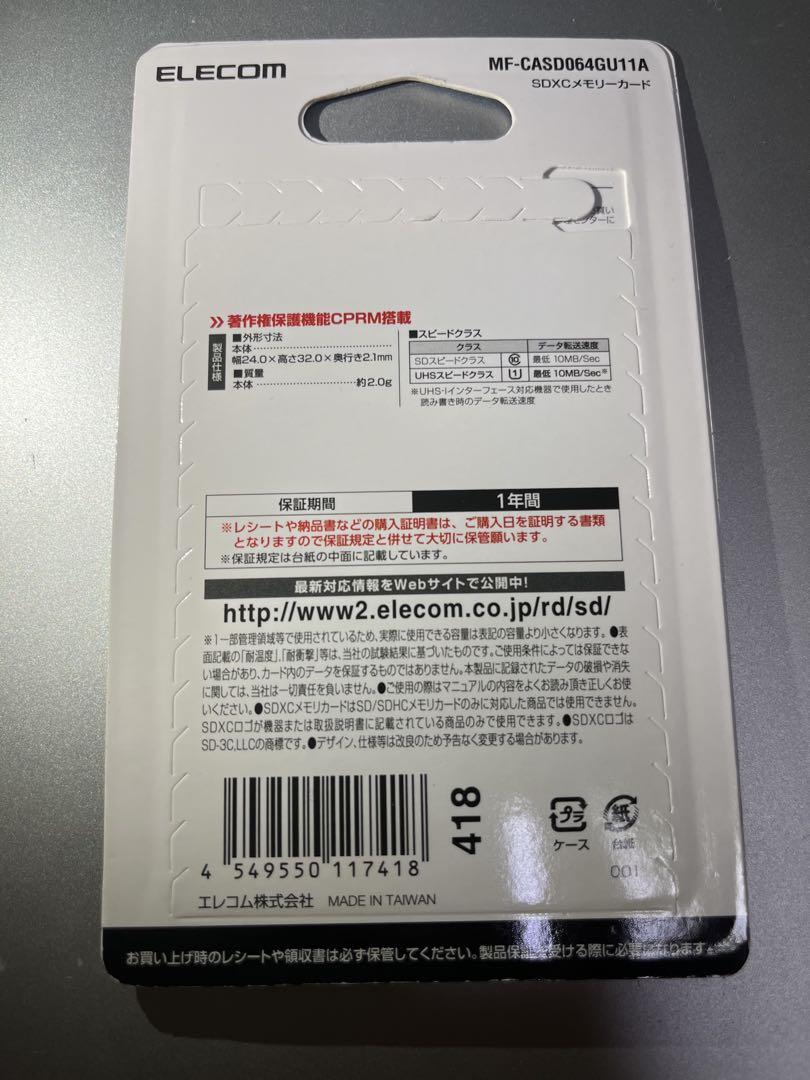 ELECOM
MF-CASD064GU11A
SDXCメモリーカード
著作権保護機能CPRM搭載
製品仕様
■外形寸法
本体
幅24.0×高さ32.0×奥行き2.1mm
■質量
本体 約2.0g
■スピードクラス
クラス データ転送速度
SDスピードクラス 10 最低 10MB/Sec
UHSスピードクラス 1 最低 10MB/Sec※
※UHS-Iインターフェース対応機器で使用したとき
読み書き時のデータ転送速度
保証期間 1年間
※レシートや納品書などの購入証明書は、ご購入日を証明する書類
となりますので保証規定と併せて大切に保管願います。
※保証規定は台紙の中面に記載しています。
最新対応情報をWebサイトで公開中!
http://www2.elecom.co.jp/rd/sd/
※1一部管理領域等で使用されているため、実際に使用できる容量は表記の容量より小さくなります。●表
面記載の「耐温度」、「耐衝撃」等は、当社の試験結果に基づいたものです。ご使用条件によっては保証できな
い場合があり、カード内のデータを保証するものではありません。本製品に記録されたデータの破損や消失
に関しては、当社は一切責任を負いません。●ご使用の際はマニュアルの内容をよくお読み頂き正しくお使
いください。●SDXCメモリカードはSD/SDHCメモリカードのみに対応した商品では使用できません。
SDXCロゴが機器または取扱説明書に記載されている商品のみで使用できます。●SDXCロゴは
SD-3C,LLCの商標です。●デザイン、仕様等は改良のため予告なく変更する場合があります。
4 549550 117418
418
プラ
ケース
紙
台紙
001
エレコム株式会社 MADE IN TAIWAN
お買い上げ時のレシートや領収書は必ず保管してください。製品保証を受ける際に必要になります。